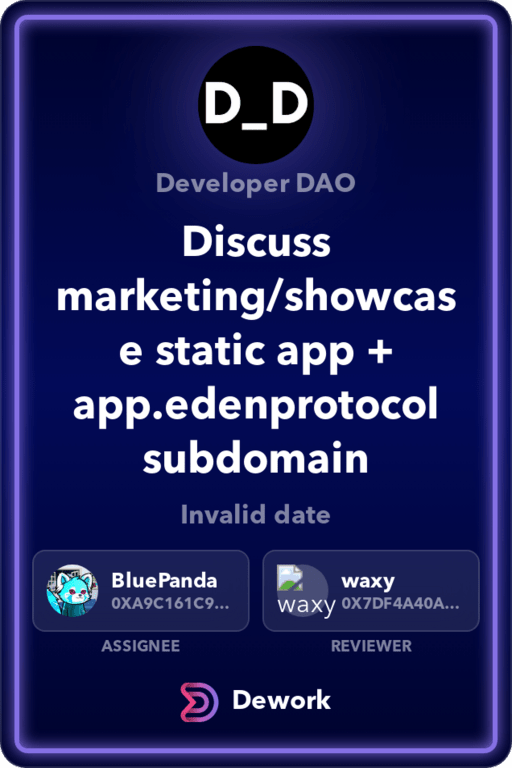 D_D
Developer DAO
Discuss
marketing/showcas
e static app +
app.edenprotocol
subdomain
Invalid date
BluePanda
0XA9C161C9...
waxy
waxy
0X7DF4A40A...
ASSIGNEE
REVIEWER
Dework